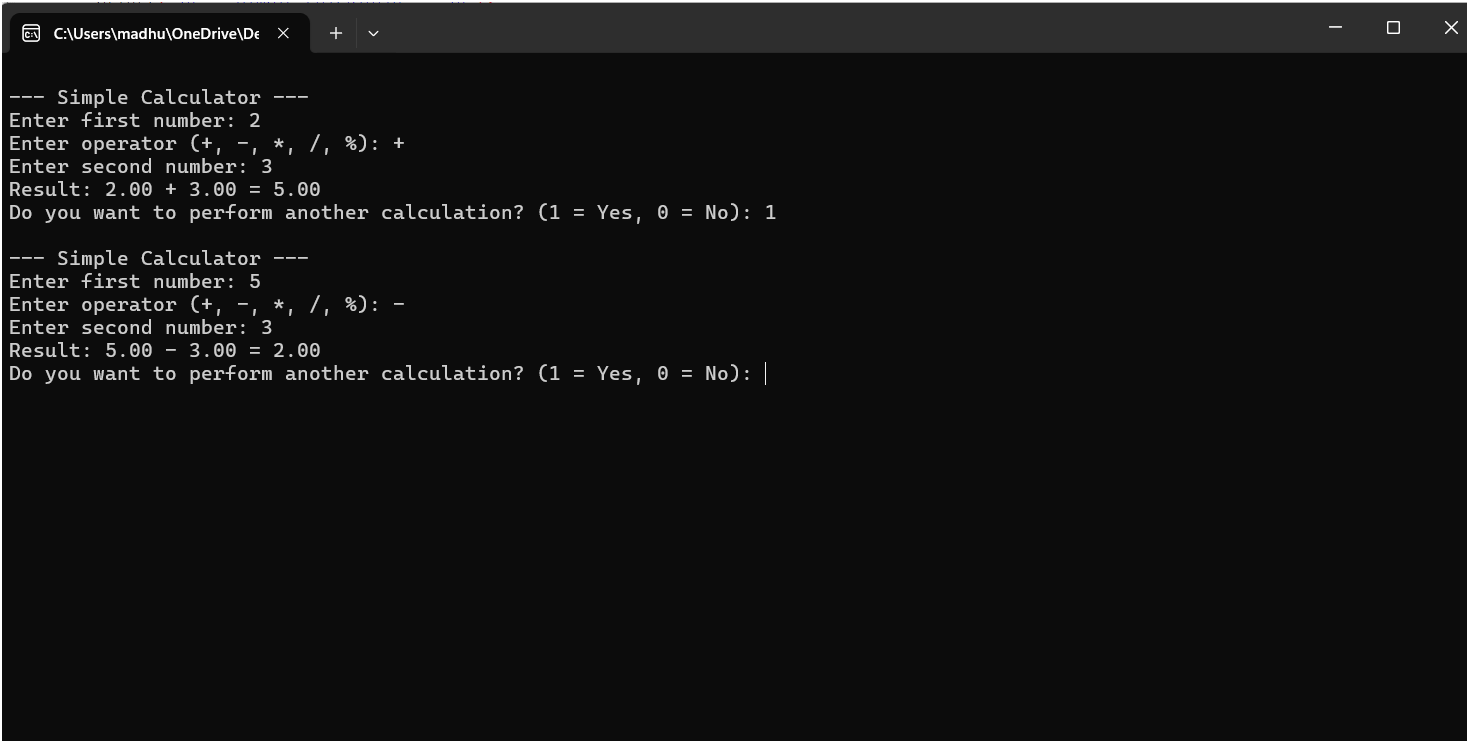 C:\Users\madhu\OneDrive\De
--- Simple Calculator ---
Enter first number: 2
Enter operator (+, -, *, /, %): +
Enter second number: 3
Result: 2.00 + 3.00 = 5.00
Do you want to perform another calculation? (1 = Yes, 0 = No): 1
--- Simple Calculator ---
Enter first number: 5
Enter operator (+, -, *, /, %): -
Enter second number: 3
Result: 5.00 - 3.00 = 2.00
Do you want to perform another calculation? (1 = Yes, 0 = No):